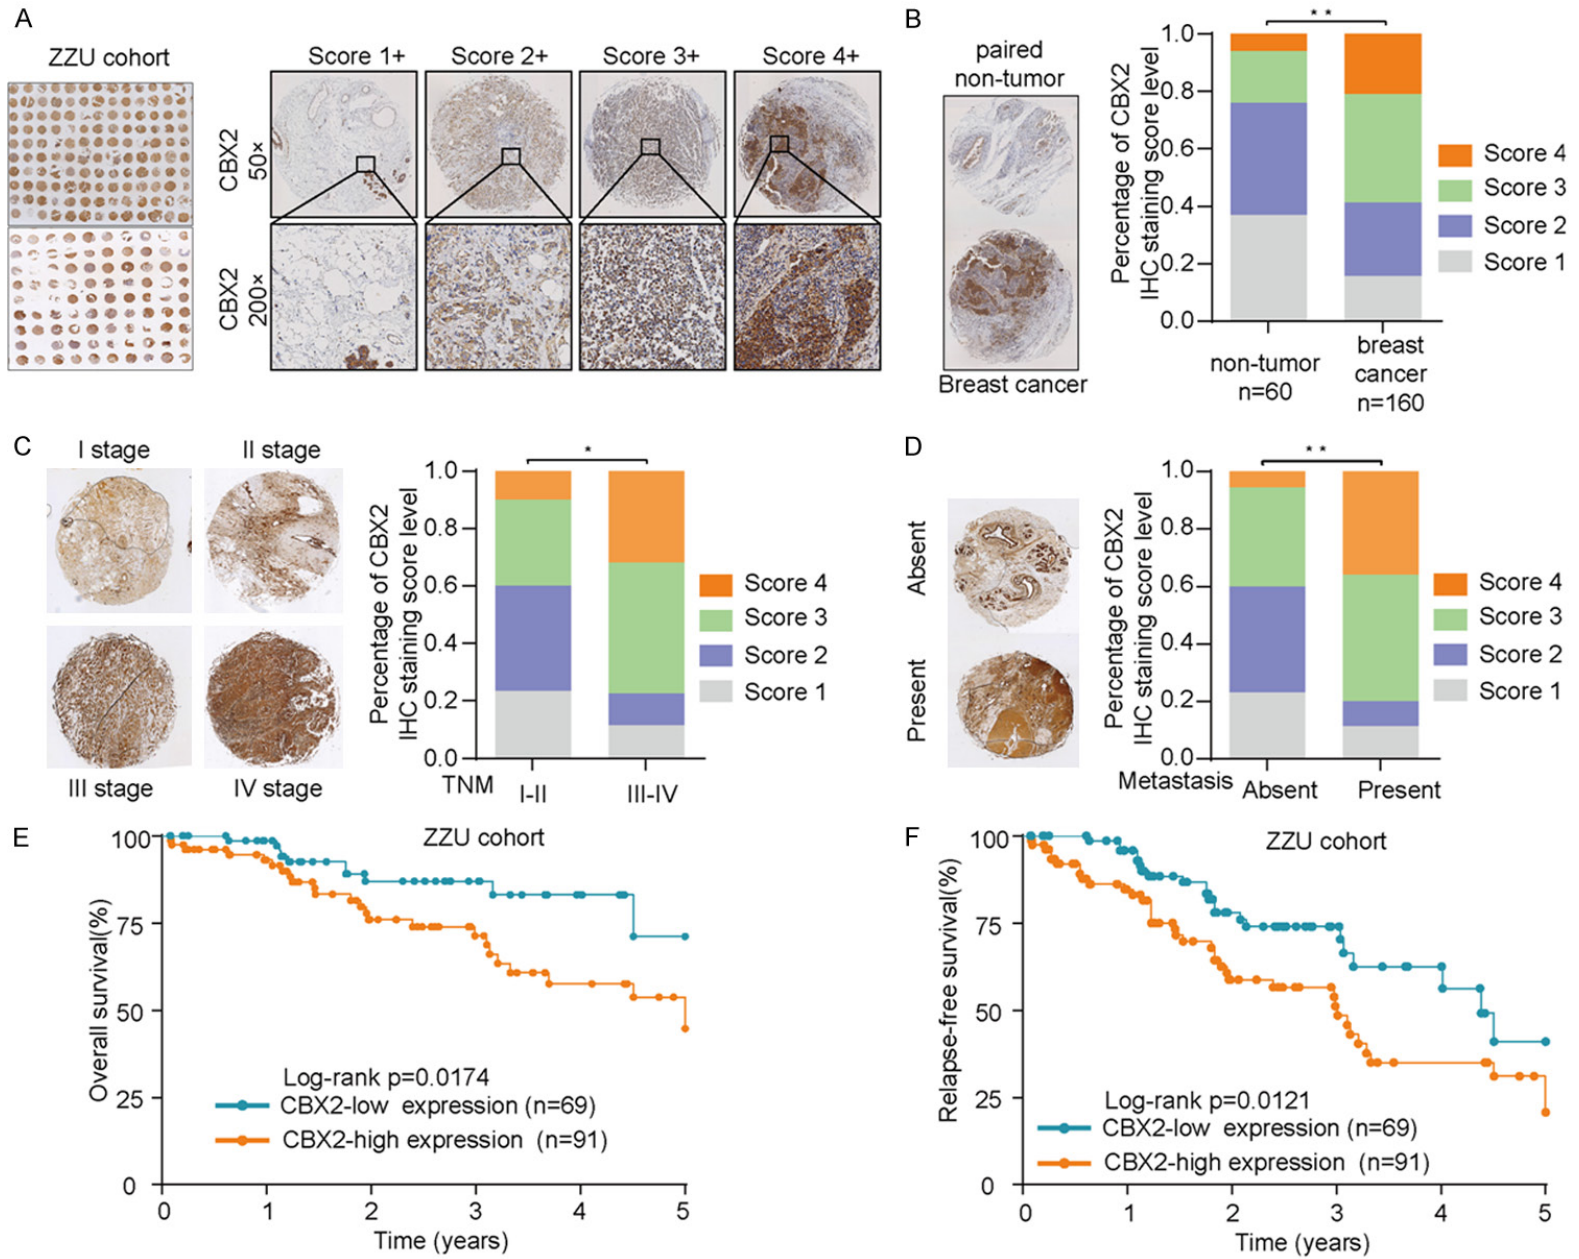 A
ZZU cohort
Score 1+
Score 2+
Score 3+
Score 4+
CBX2
50×
CBX2
200×
B
paired
non-tumor
Breast cancer
Percentage of CBX2
IHC staining score level
1.0
0.8
0.6
0.4
0.2
0.0
* *
non-tumor
n=60
breast
cancer
n=160
Score 4
Score 3
Score 2
Score 1
C
I stage
II stage
III stage
IV stage
Percentage of CBX2
IHC staining score level
1.0
0.8
0.6
0.4
0.2
0.0
*
TNM
I-II
III-IV
Score 4
Score 3
Score 2
Score 1
D
Absent
Present
Percentage of CBX2
IHC staining score level
1.0
0.8
0.6
0.4
0.2
0.0
* *
Metastasis
Absent
Present
Score 4
Score 3
Score 2
Score 1
E
ZZU cohort
Overall survival(%)
100
75
50
25
0
Log-rank p=0.0174
CBX2-low expression (n=69)
CBX2-high expression (n=91)
0
1
2
3
4
5
Time (years)
F
ZZU cohort
Relapse-free survival(%)
100
75
50
25
0
Log-rank p=0.0121
CBX2-low expression (n=69)
CBX2-high expression (n=91)
0
1
2
3
4
5
Time (years)